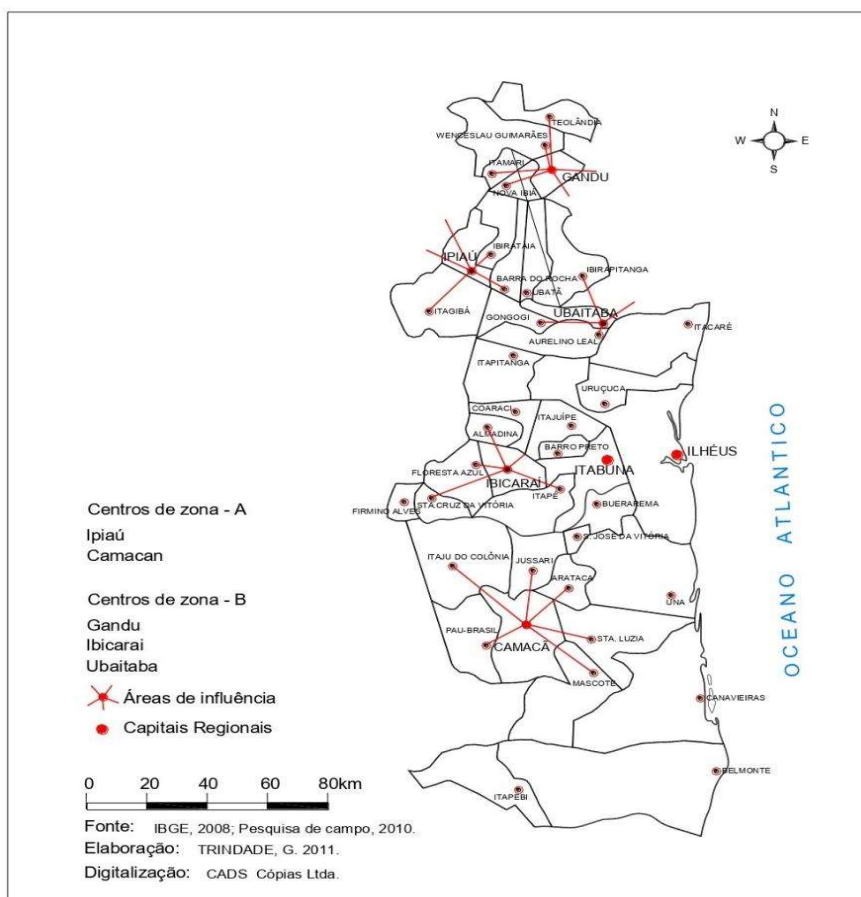 N
W E
S
TEOLÂNDIA
WENCESLAU GUIMARÃES
ITAMARI
GANDU
NOVA IBIÁ
IBIRATAIA
IPIAÚ
BARRA DO ROCHA
IBIRAPITANGA
UBATÃ
ITAGIBÁ
GONGOGI
UBAITABA
ITACARÊ
AURELINO LEAL
ITAPITANGA
URUÇUCA
COARACI
ITAJUÍPE
ALMADINA
BARRO PRETO
ILHÉUS
FLORESTA AZUL
ITABUNA
IBICARAÍ
ITAPÉ
FIRMINO ALVES
STA.CRUZ DA VITÓRIA
BUERAREMA
S. JOSÉ DA VITÓRIA
ITAJU DO COLÔNIA
JUSSARI
ARATACA
UNA
PAU-BRASIL
CAMACÃ
STA. LUZIA
MASCOTE
CANAVIEIRAS
BELMONTE
ITAPEBI
OCEANO ATLANTICO
Centros de zona - A
Ipiaú
Camacan
Centros de zona - B
Gandu
Ibicarai
Ubaitaba
Áreas de influência
Capitais Regionais
0 20 40 60 80km
Fonte: IBGE, 2008; Pesquisa de campo, 2010.
Elaboração: TRINDADE, G. 2011.
Digitalização: CADS Cópias Ltda.